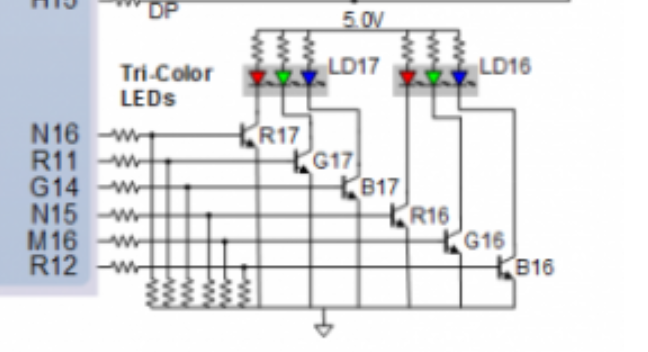 H15
DP
5.0V
LD17
LD16
Tri-Color
LEDs
N16
R17
R11
G17
G14
B17
N15
R16
M16
G16
R12
B16